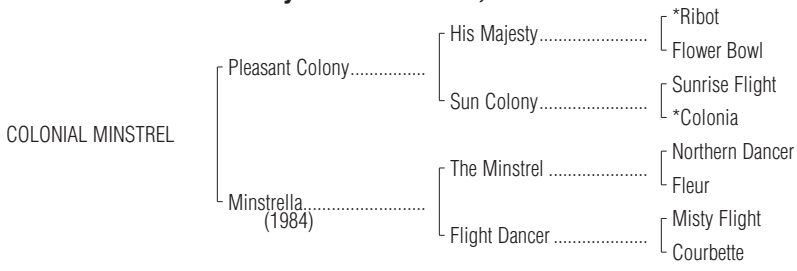 *Ribot
His Majesty
Flower Bowl
Pleasant Colony
Sunrise Flight
Sun Colony
*Colonia
COLONIAL MINSTREL
Northern Dancer
The Minstrel
Fleur
Minstrella
(1984)
Misty Flight
Flight Dancer
Courbette